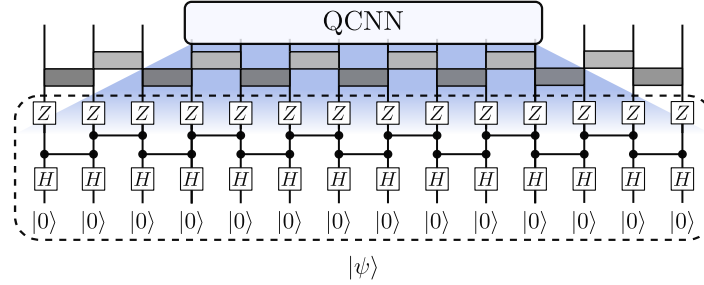 QCNN
Z Z Z Z Z Z Z Z Z Z Z Z Z Z
H H H H H H H H H H H H H H
|0⟩ |0⟩ |0⟩ |0⟩ |0⟩ |0⟩ |0⟩ |0⟩ |0⟩ |0⟩ |0⟩ |0⟩ |0⟩ |0⟩
|ψ⟩